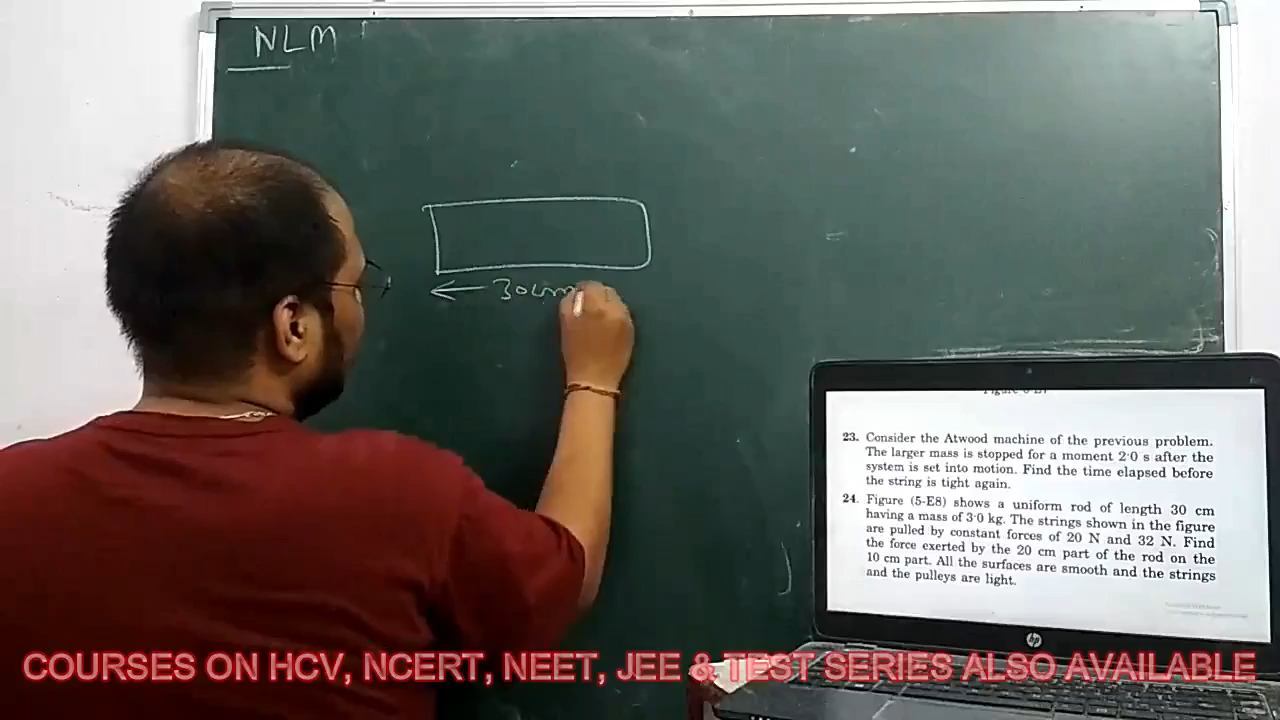 NLM
30cm
23. Consider the Atwood machine of the previous problem.
The larger mass is stopped for a moment 2·0 s after the
system is set into motion. Find the time elapsed before
the string is tight again.
24. Figure (5-E8) shows a uniform rod of length 30 cm
having a mass of 3·0 kg. The strings shown in the figure
are pulled by constant forces of 20 N and 32 N. Find
the force exerted by the 20 cm part of the rod on the
10 cm part. All the surfaces are smooth and the strings
and the pulleys are light.
hp
COURSES ON HCV, NCERT, NEET, JEE & TEST SERIES ALSO AVAILABLE